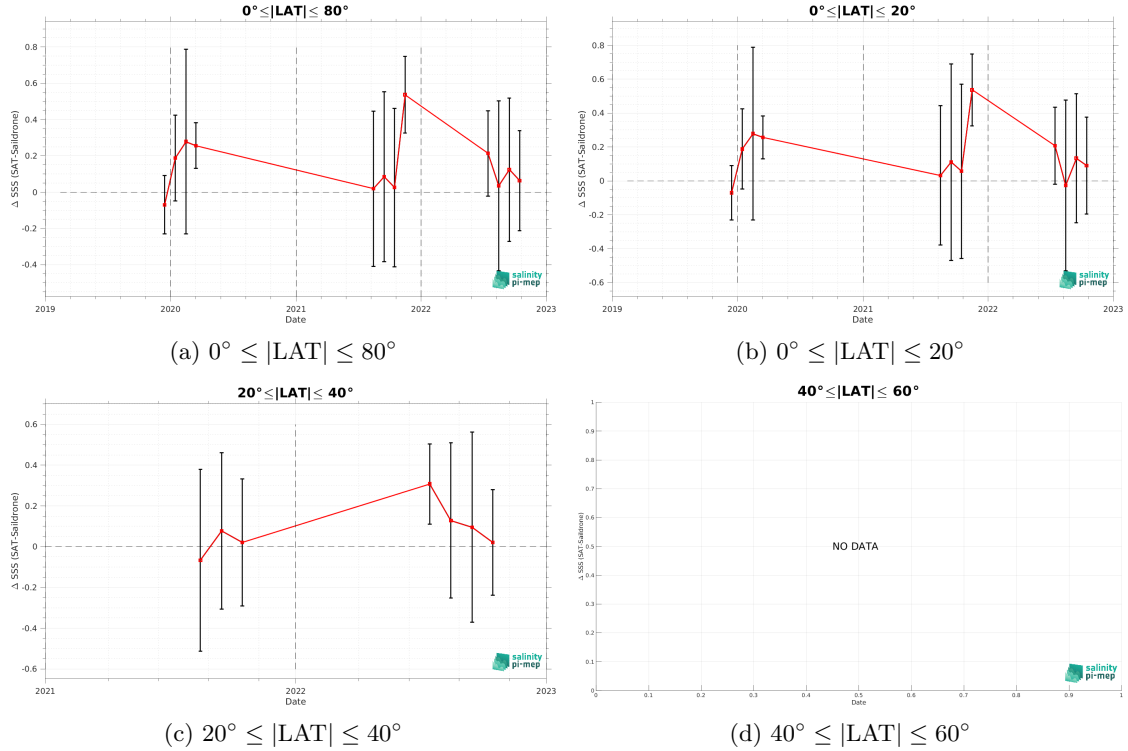 0°≤|LAT|≤ 80°
Δ SSS (SAT-Saildrone)
0.8
0.6
0.4
0.2
0
-0.2
-0.4
2019 2020 2021 2022 2023
Date
salinity
pi-mep
(a) 0° ≤ |LAT| ≤ 80°
0°≤|LAT|≤ 20°
Δ SSS (SAT-Saildrone)
0.8
0.6
0.4
0.2
0
-0.2
-0.4
-0.6
2019 2020 2021 2022 2023
Date
salinity
pi-mep
(b) 0° ≤ |LAT| ≤ 20°
20°≤|LAT|≤ 40°
Δ SSS (SAT-Saildrone)
0.6
0.4
0.2
0
-0.2
-0.4
-0.6
2021 2022 2023
Date
salinity
pi-mep
(c) 20° ≤ |LAT| ≤ 40°
40°≤|LAT|≤ 60°
Δ SSS (SAT-Saildrone)
1
0.9
0.8
0.7
0.6
0.5
0.4
0.3
0.2
0.1
0
NO DATA
0 0.1 0.2 0.3 0.4 0.5 0.6 0.7 0.8 0.9 1
Date
salinity
pi-mep
(d) 40° ≤ |LAT| ≤ 60°